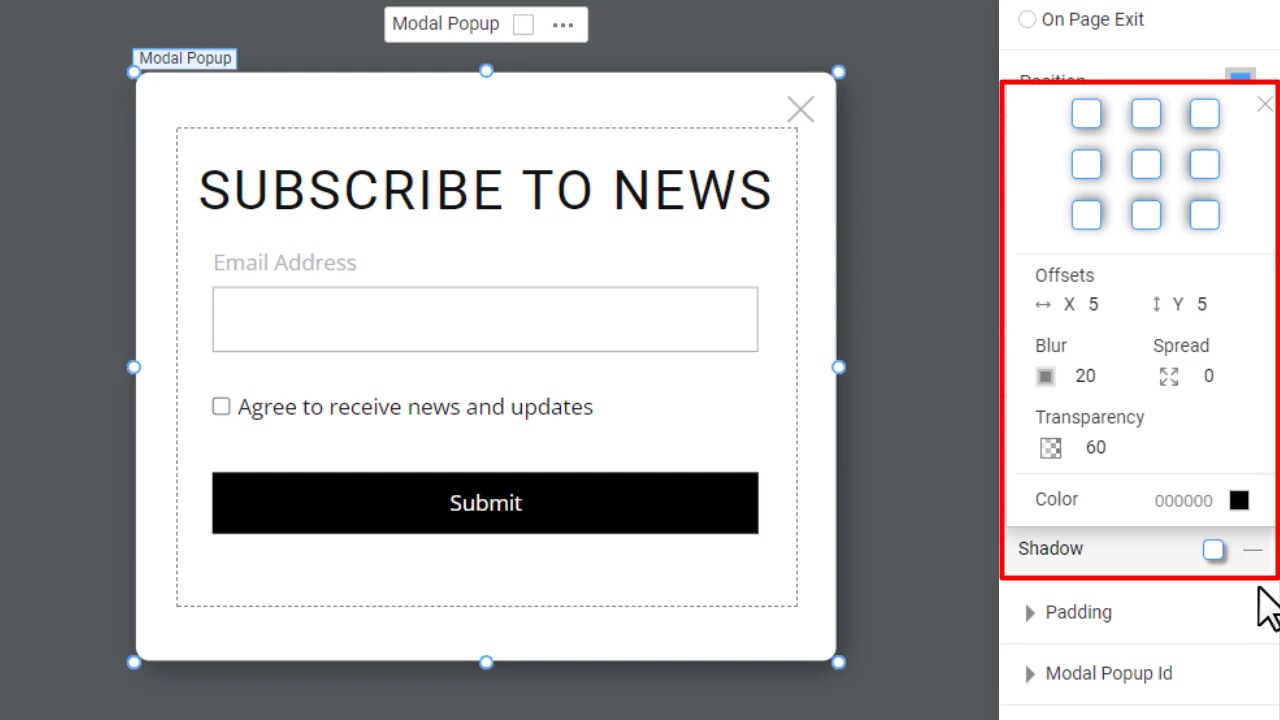 Modal Popup
Modal Popup
SUBSCRIBE TO NEWS
Email Address
Agree to receive news and updates
Submit
On Page Exit
Position
Offsets
X 5 Y 5
Blur Spread
20 0
Transparency
60
Color 000000
Shadow
Padding
Modal Popup Id